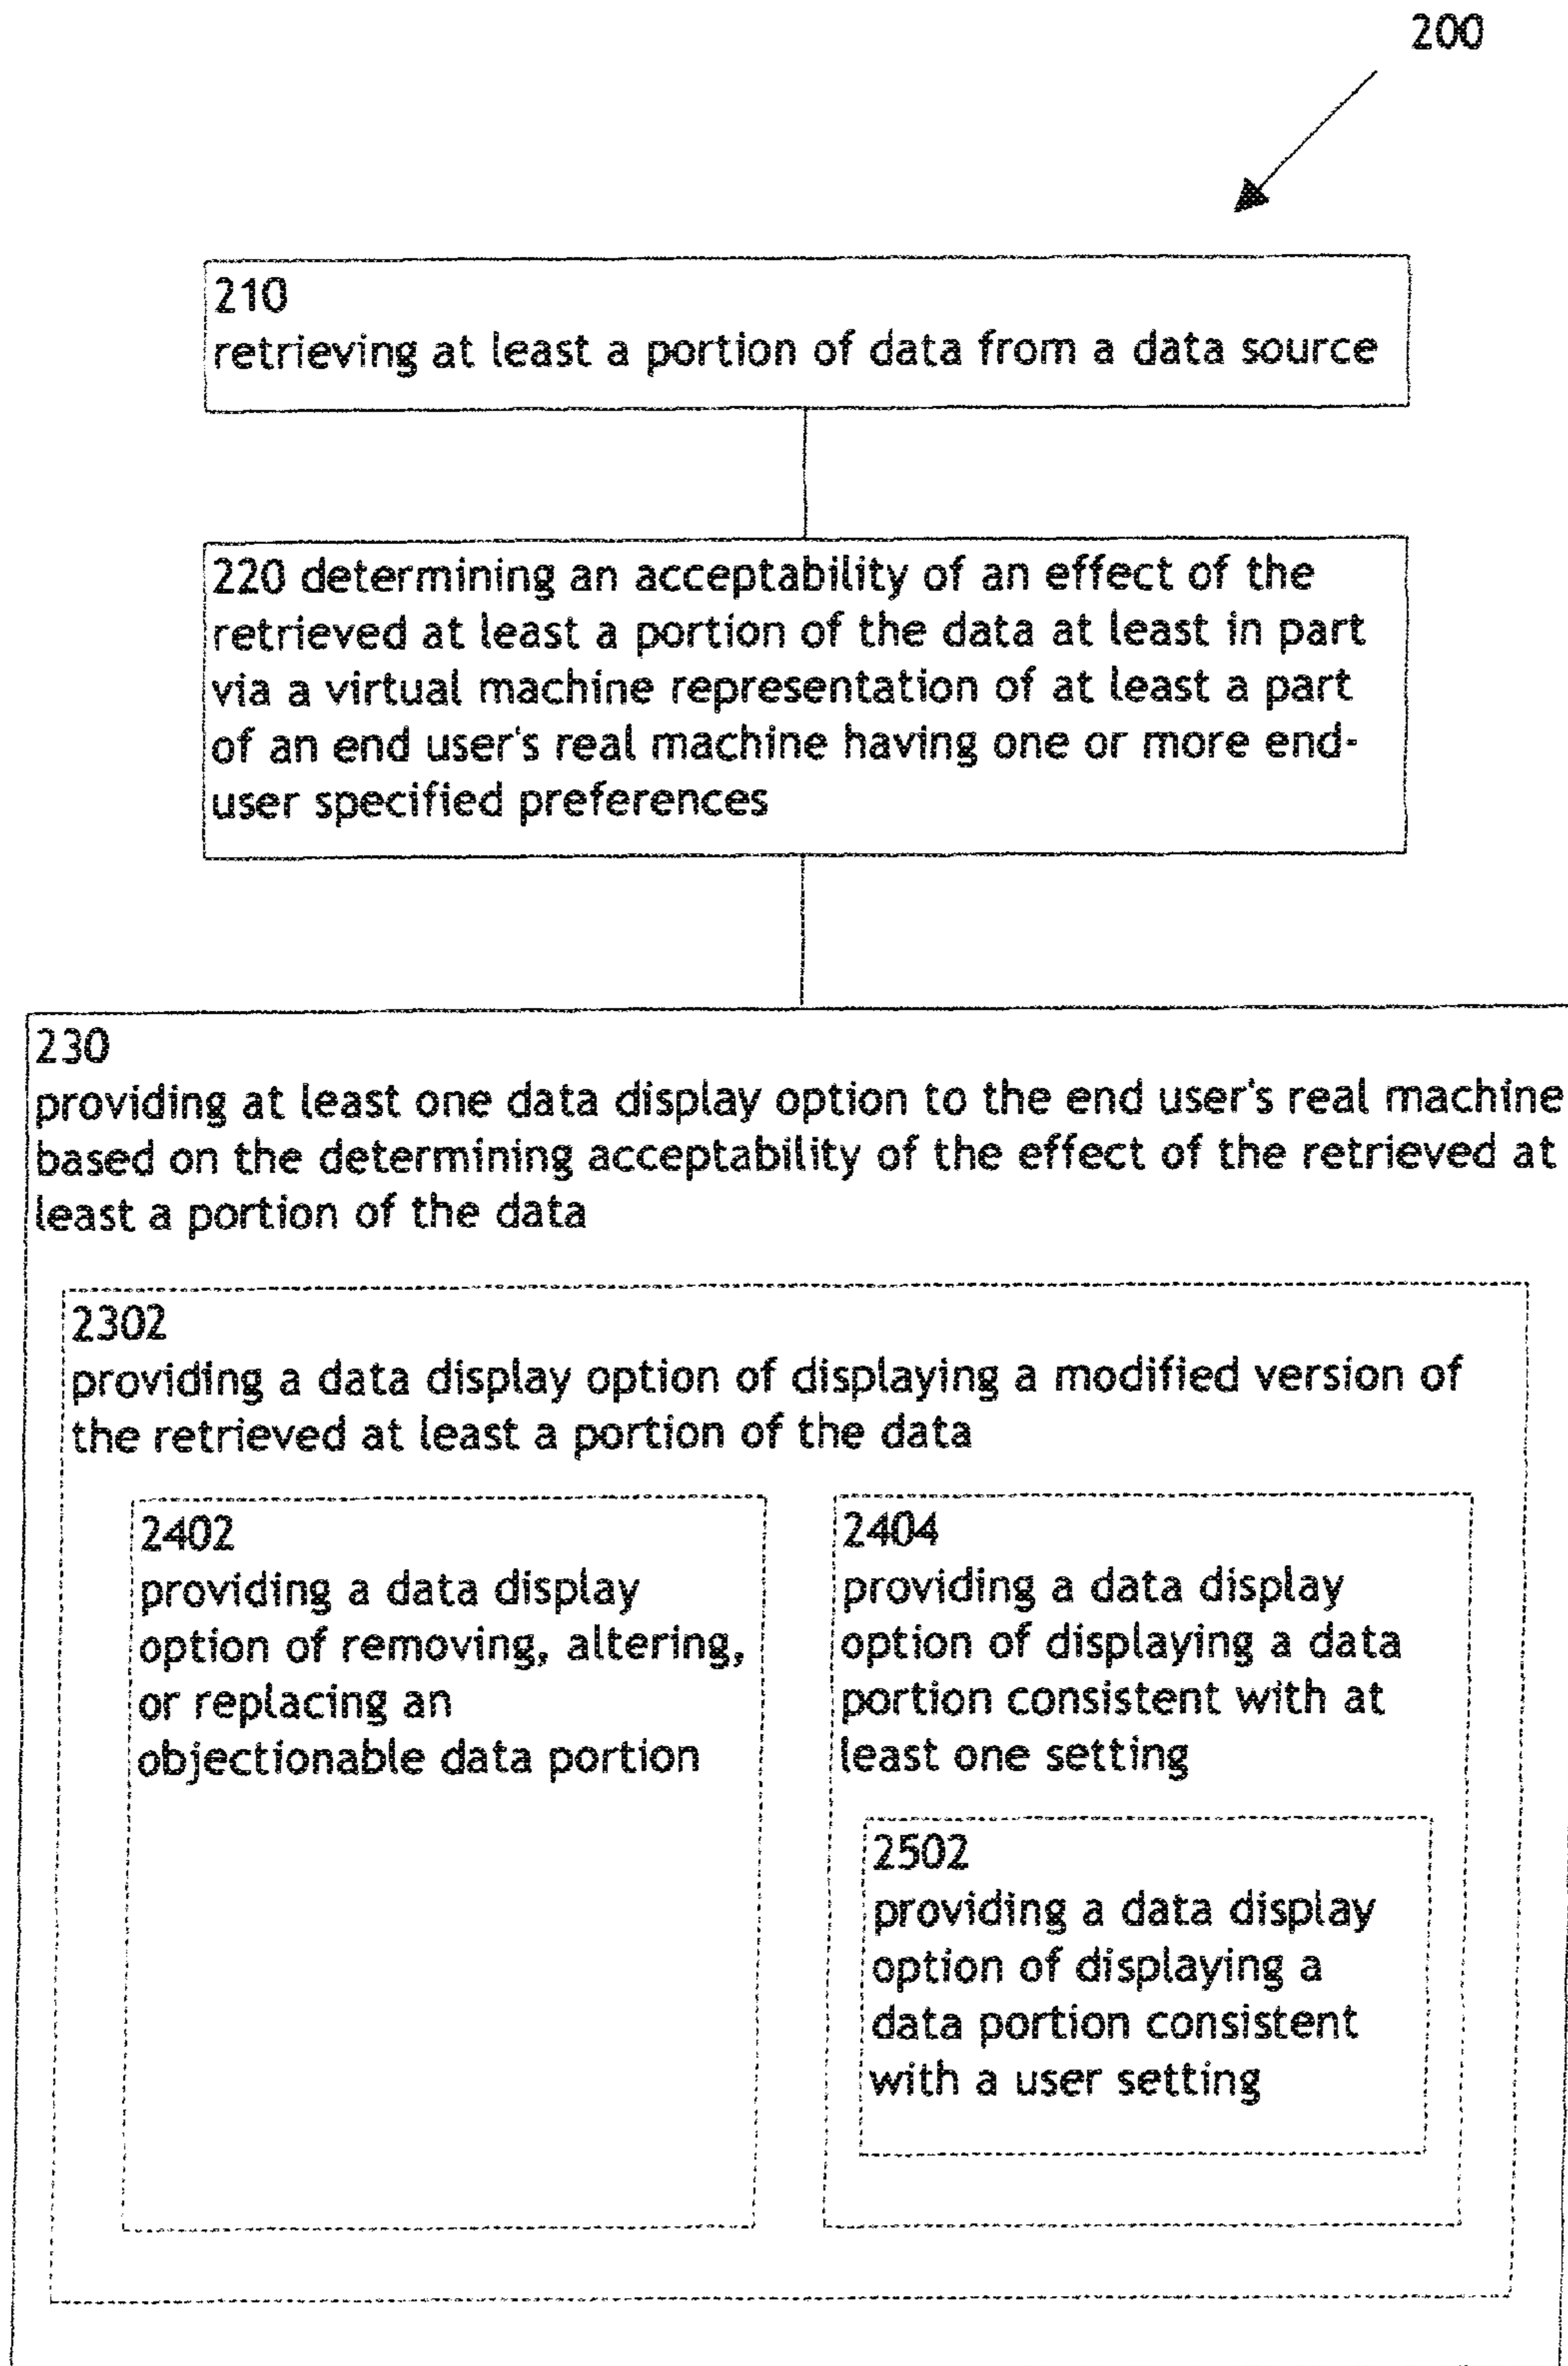 200
210
retrieving at least a portion of data from a data source
220 determining an acceptability of an effect of the
retrieved at least a portion of the data at least in part
via a virtual machine representation of at least a part
of an end user's real machine having one or more end-
user specified preferences
230
providing at least one data display option to the end user's real machine
based on the determining acceptability of the effect of the retrieved at
least a portion of the data
2302
providing a data display option of displaying a modified version of
the retrieved at least a portion of the data
2402
providing a data display
option of removing, altering,
or replacing an
objectionable data portion
2404
providing a data display
option of displaying a data
portion consistent with at
least one setting
2502
providing a data display
option of displaying a
data portion consistent
with a user setting